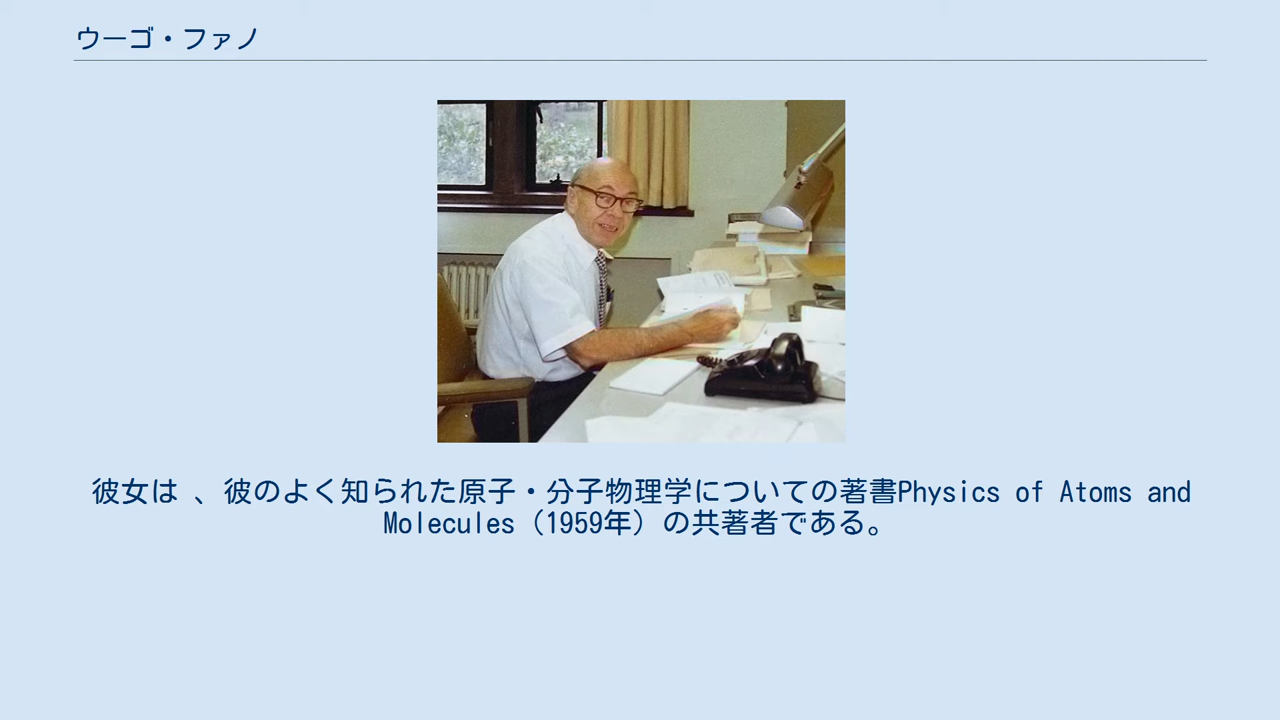 ウーゴ・ファノ
彼女は 、彼のよく知られた原子・分子物理学についての著書Physics of Atoms and
Molecules（1959年）の共著者である。